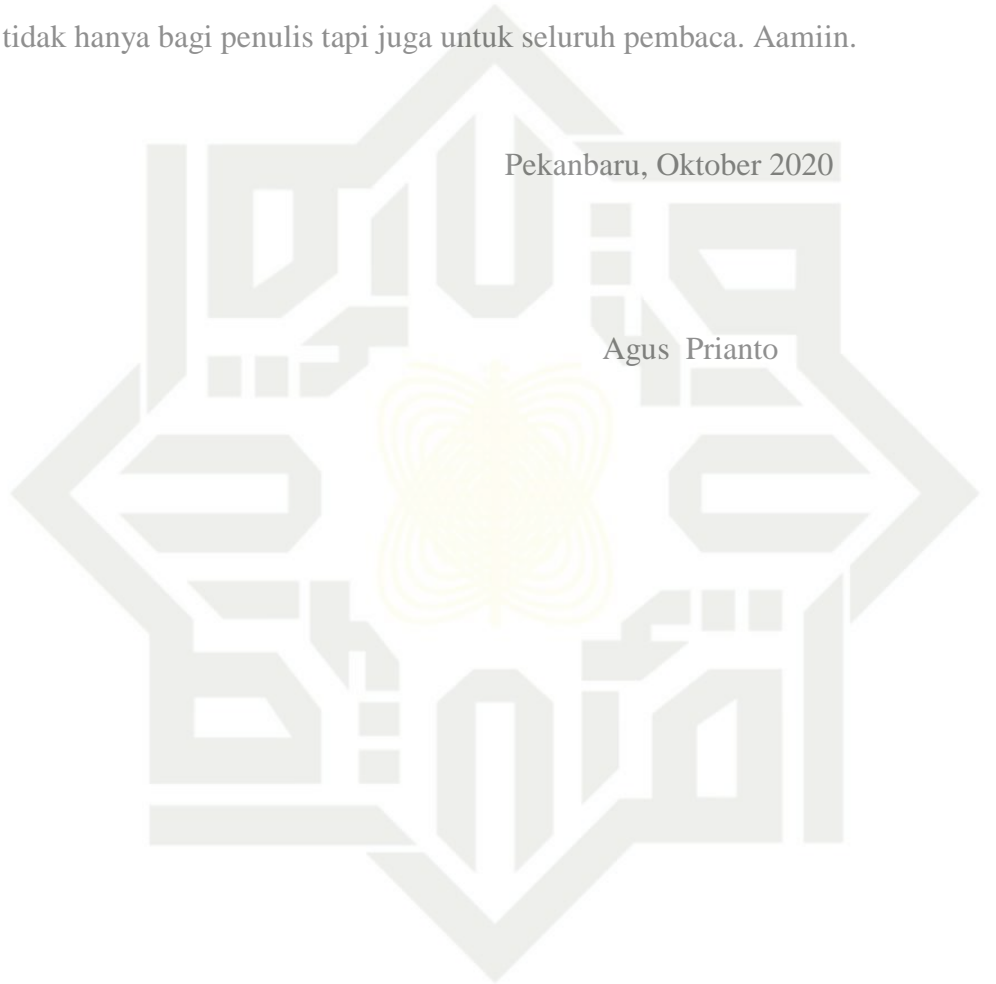 tidak hanya bagi penulis tapi juga untuk seluruh pembaca. Aamiin.
Pekanbaru, Oktober 2020
Agus Prianto